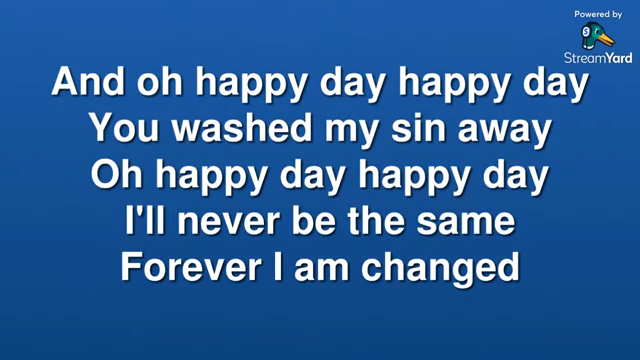 Powered by
StreamYard
And oh happy day happy day
You washed my sin away
Oh happy day happy day
I'll never be the same
Forever I am changed